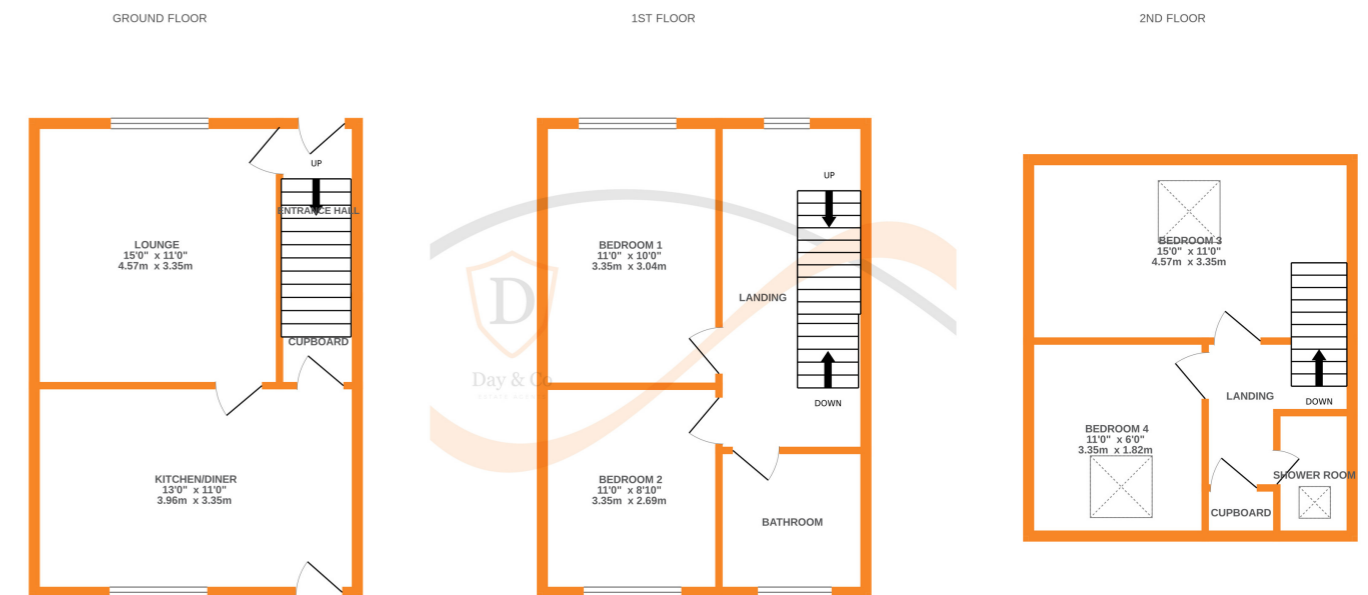 GROUND FLOOR
1ST FLOOR
2ND FLOOR
UP
ENTRANCE HALL
LOUNGE
15'0" x 11'0"
4.57m x 3.35m
CUPBOARD
KITCHEN/DINER
13'0" x 11'0"
3.96m x 3.35m
UP
BEDROOM 1
11'0" x 10'0"
3.35m x 3.04m
LANDING
DOWN
BEDROOM 2
11'0" x 8'10"
3.35m x 2.69m
BATHROOM
D
Day & Co
ESTATE AGENTS
BEDROOM 3
15'0" x 11'0"
4.57m x 3.35m
LANDING
DOWN
BEDROOM 4
11'0" x 6'0"
3.35m x 1.82m
SHOWER ROOM
CUPBOARD